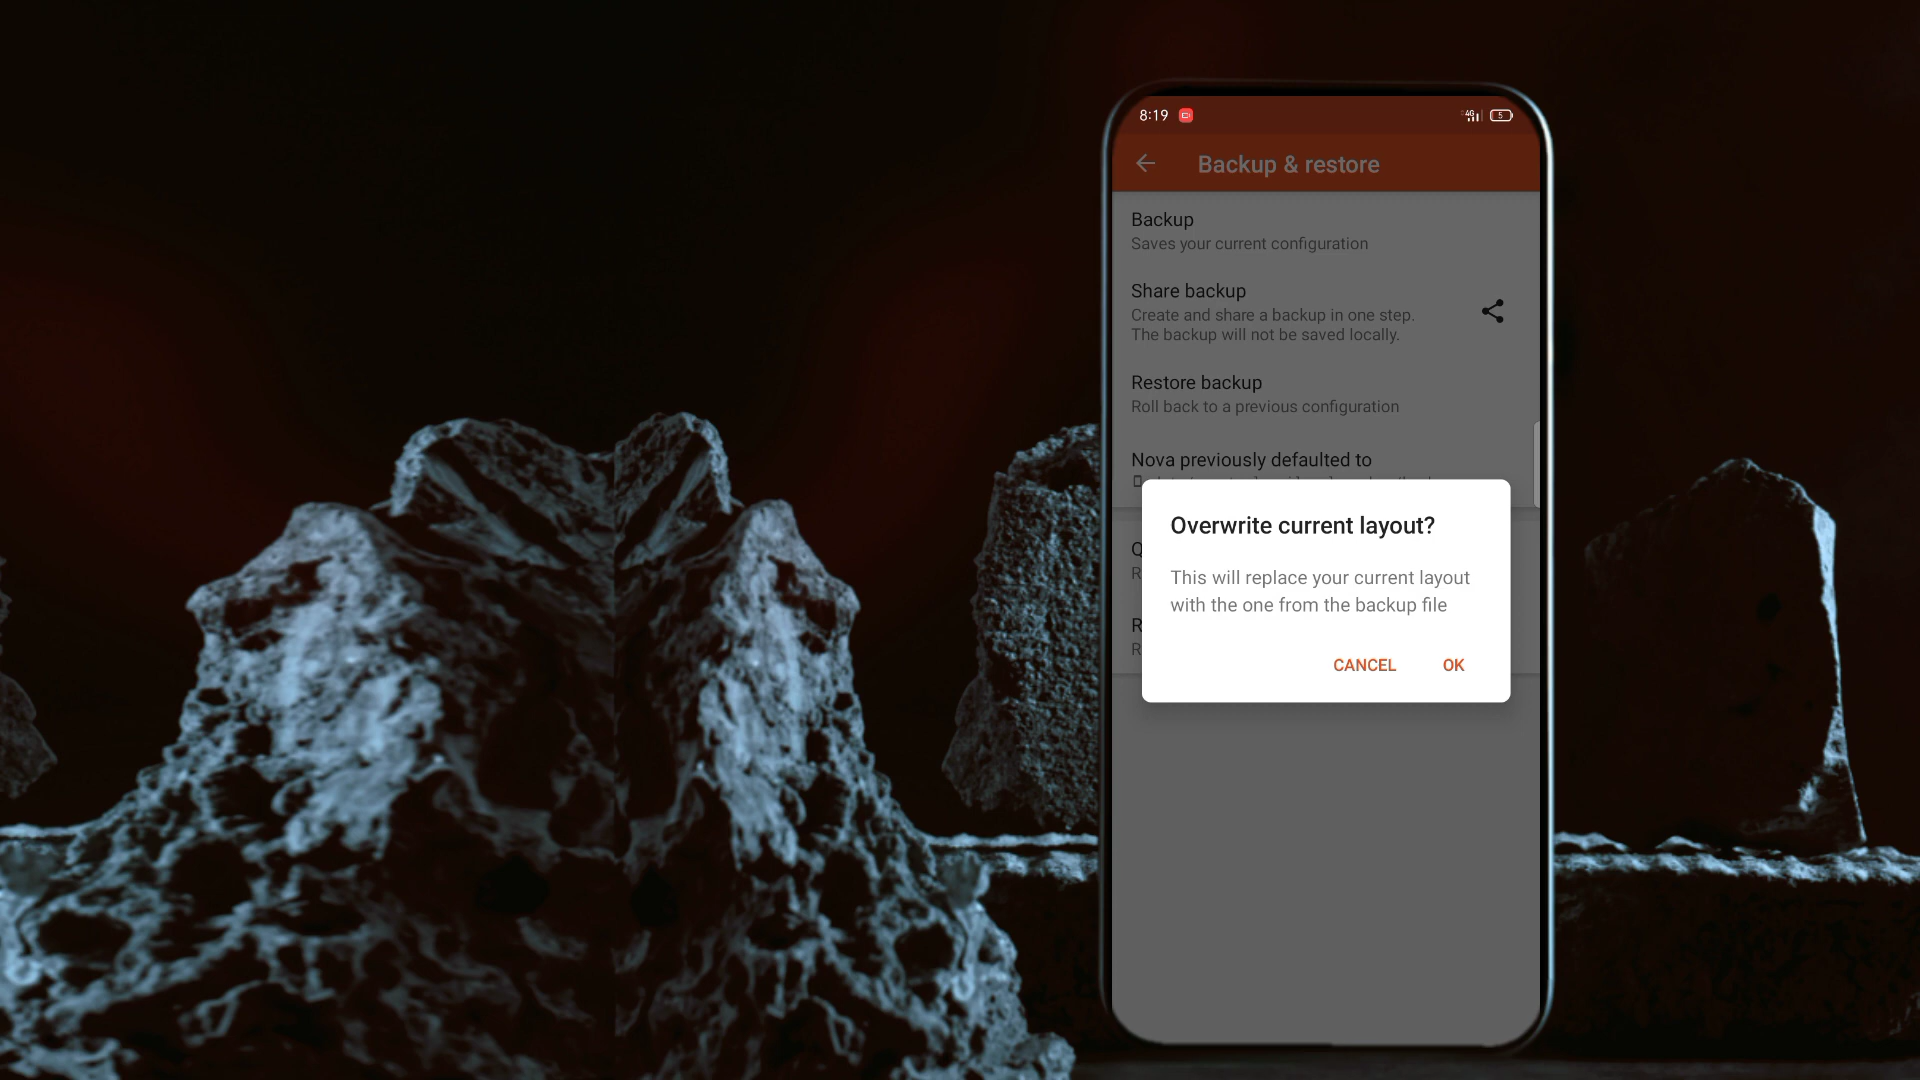 8:19
4G
5
Backup & restore
Backup
Saves your current configuration
Share backup
Create and share a backup in one step.
The backup will not be saved locally.
Restore backup
Roll back to a previous configuration
Nova previously defaulted to
Overwrite current layout?
This will replace your current layout
with the one from the backup file
CANCEL
OK